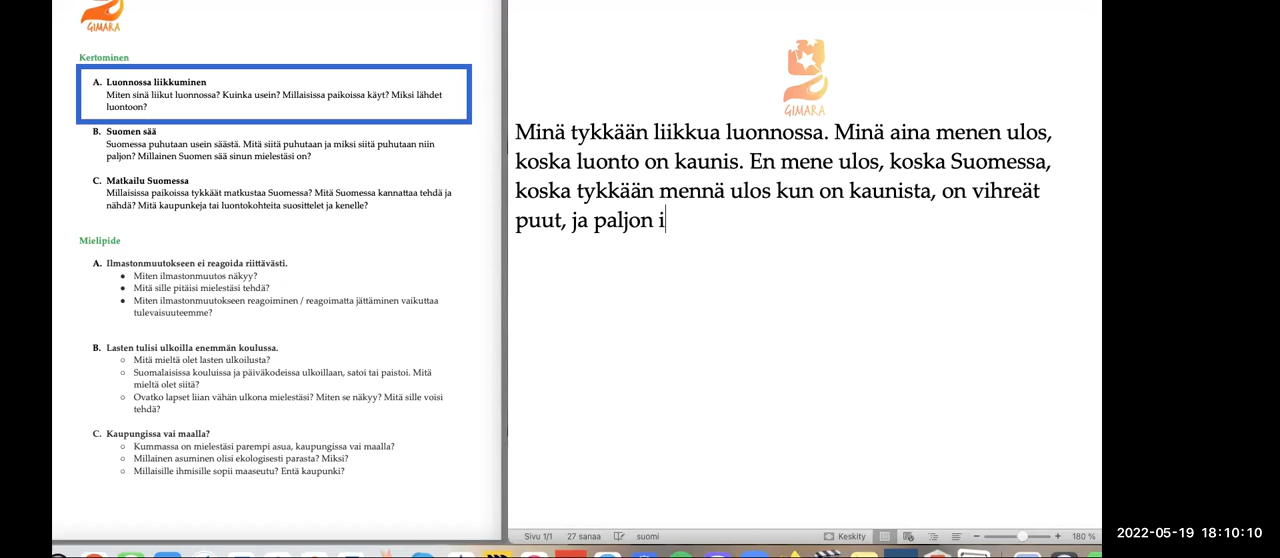 GIMARA
Kertominen
A. Luonnossa liikkuminen
Miten sinä liikut luonnossa? Kuinka usein? Millaisissa paikoissa käyt? Miksi lähdet
luontoon?
B. Suomen sää
Suomessa puhutaan usein säästä. Mitä siitä puhutaan ja miksi siitä puhutaan niin
paljon? Millainen Suomen sää sinun mielestäsi on?
C. Matkailu Suomessa
Millaisissa paikoissa tykkäät matkustaa Suomessa? Mitä Suomessa kannattaa tehdä ja
nähdä? Mitä kaupunkeja tai luontokohteita suosittelet ja kenelle?
Mielipide
A. Ilmastonmuutokseen ei reagoida riittävästi.
● Miten ilmastonmuutos näkyy?
● Mitä sille pitäisi mielestäsi tehdä?
● Miten ilmastonmuutokseen reagoiminen / reagoimatta jättäminen vaikuttaa
tulevaisuuteemme?
B. Lasten tulisi ulkoilla enemmän koulussa.
○ Mitä mieltä olet lasten ulkoilusta?
○ Suomalaisissa kouluissa ja päiväkodeissa ulkoillaan, satoi tai paistoi. Mitä
mieltä olet siitä?
○ Ovatko lapset liian vähän ulkona mielestäsi? Miten se näkyy? Mitä sille voisi
tehdä?
C. Kaupungissa vai maalla?
○ Kummassa on mielestäsi parempi asua, kaupungissa vai maalla?
○ Millainen asuminen olisi ekologisesti parasta? Miksi?
○ Millaisille ihmisille sopii maaseutu? Entä kaupunki?
GIMARA
Minä tykkään liikkua luonnossa. Minä aina menen ulos,
koska luonto on kaunis. En mene ulos, koska Suomessa,
koska tykkään mennä ulos kun on kaunista, on vihreät
puut, ja paljon i
Sivu 1/1 27 sanaa suomi Keskity 180 %
2022-05-19 18:10:10